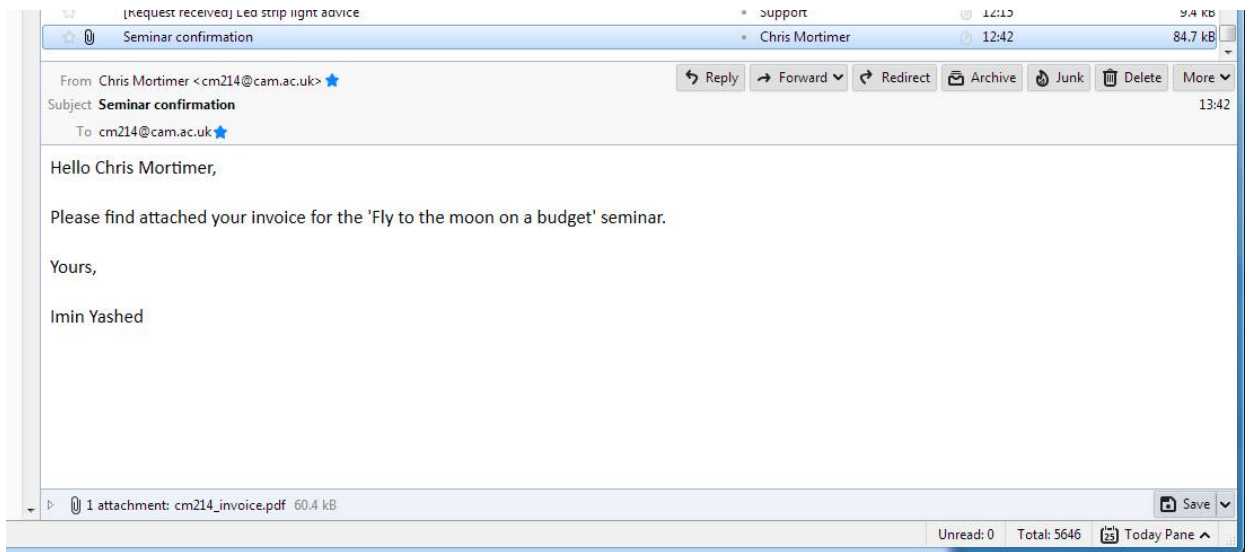 [Request received] Led strip light advice Support 12:15 9.4 kB
Seminar confirmation Chris Mortimer 12:42 84.7 kB
From Chris Mortimer <cm214@cam.ac.uk> Reply Forward Redirect Archive Junk Delete More
Subject Seminar confirmation 13:42
To cm214@cam.ac.uk
Hello Chris Mortimer,
Please find attached your invoice for the 'Fly to the moon on a budget' seminar.
Yours,
Imin Yashed
1 attachment: cm214_invoice.pdf 60.4 kB Save
Unread: 0 Total: 5646 25 Today Pane